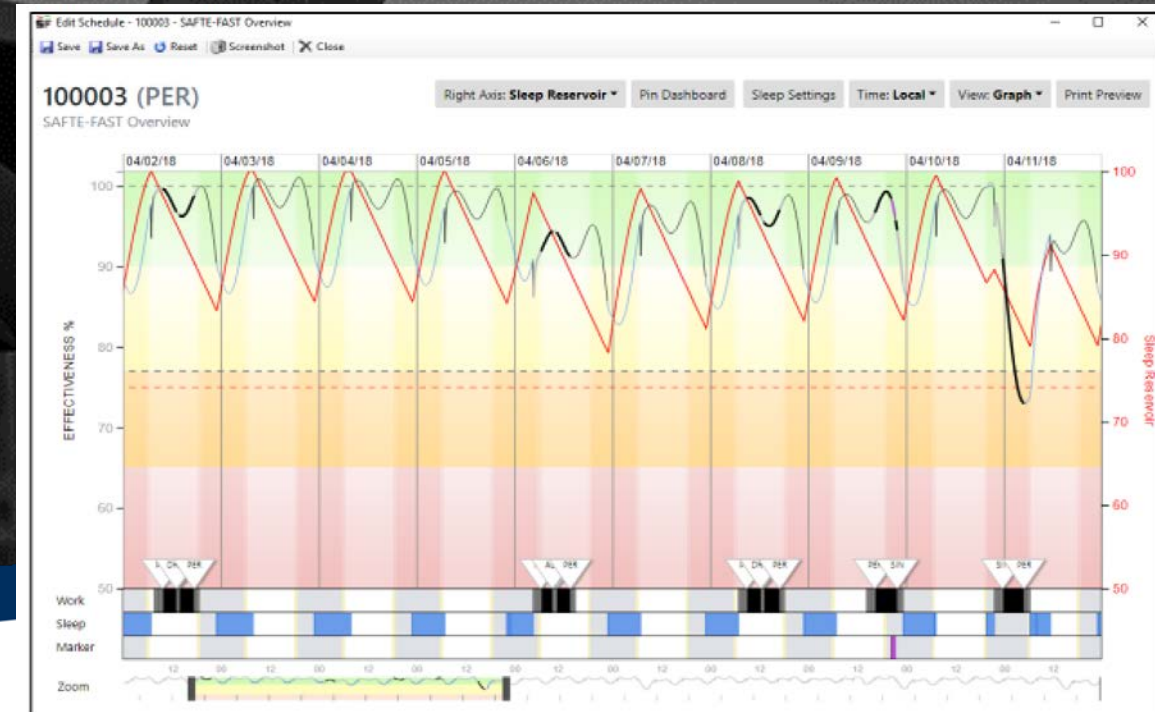 Edit Schedule - 100003 - SAFTE-FAST Overview
Save Save As Reset Screenshot Close
100003 (PER)
Right Axis: Sleep Reservoir Pin Dashboard Sleep Settings Time: Local View: Graph Print Preview
SAFTE-FAST Overview
04/02/18 04/03/18 04/04/18 04/05/18 04/06/18 04/07/18 04/08/18 04/09/18 04/10/18 04/11/18
100 100
90 90
EFFECTIVENESS %
80 80
Sleep Reservoir
70 70
60 60
PER PER PER SIN PER
50 50
Work
Sleep
Marker
12 00 12 00 12 00 12 00 12 00 12 00 12 00 12 00 12 00 12
Zoom